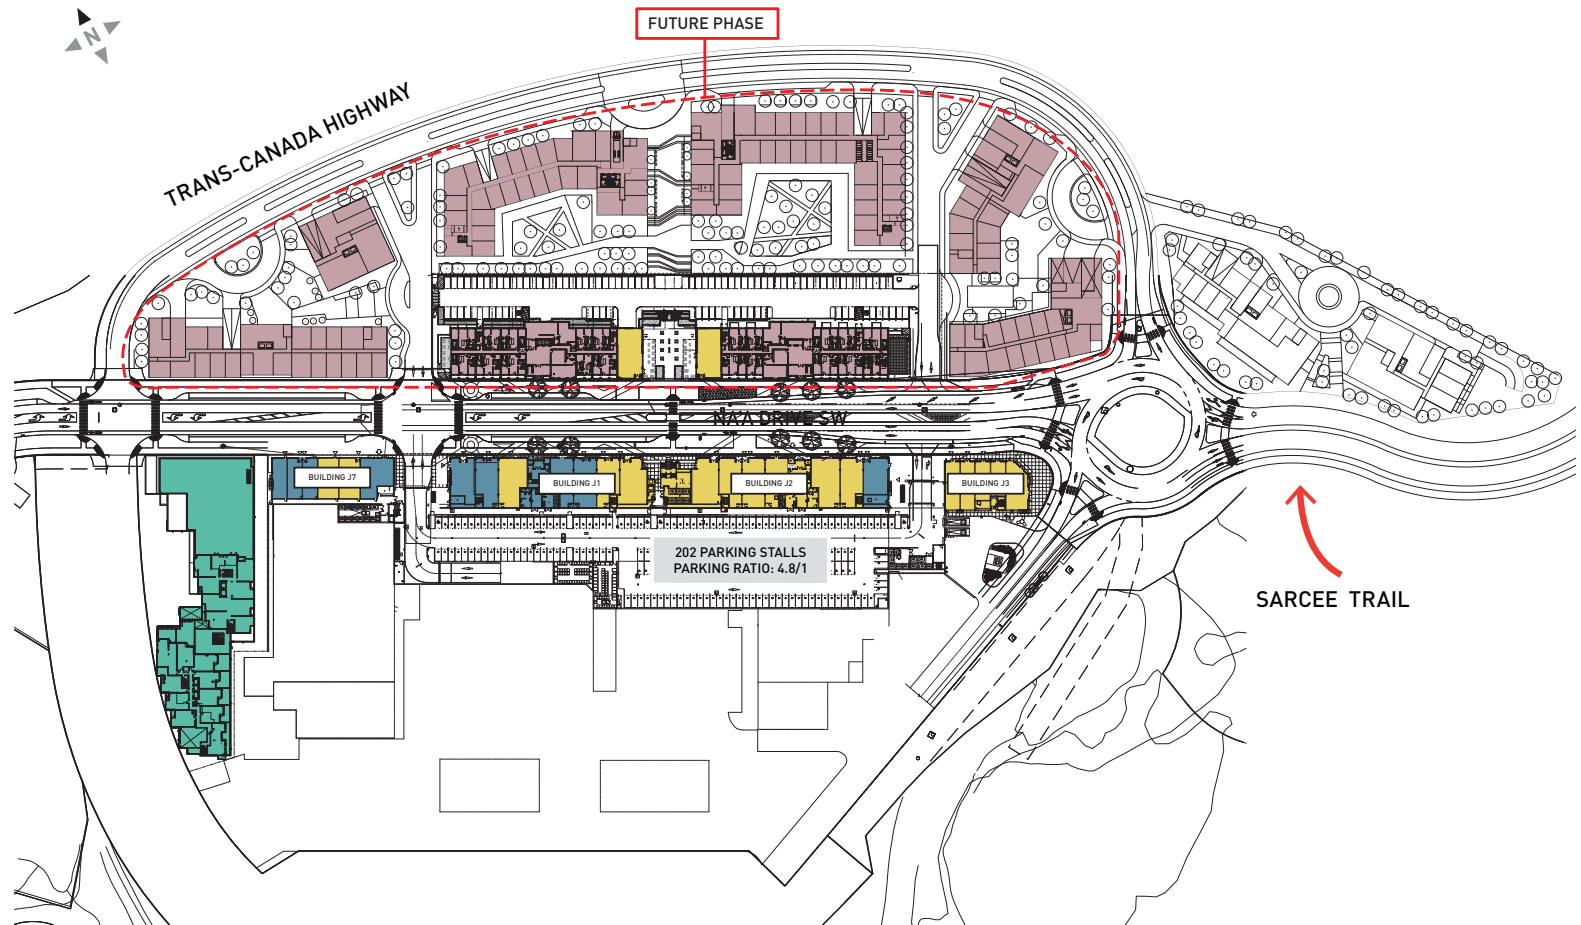 FUTURE PHASE
N
TRANS-CANADA HIGHWAY
NA'A DRIVE SW
BUILDING J7
BUILDING J1
BUILDING J2
BUILDING J3
202 PARKING STALLS
PARKING RATIO: 4.8/1
SARCEE TRAIL